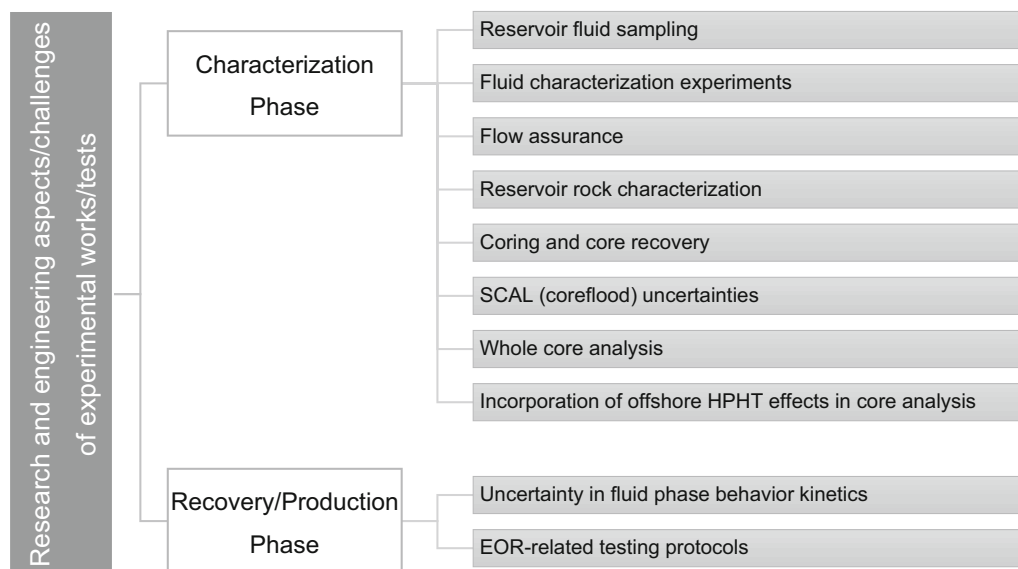 Research and engineering aspects/challenges
of experimental works/tests
Characterization
Phase
Reservoir fluid sampling
Fluid characterization experiments
Flow assurance
Reservoir rock characterization
Coring and core recovery
SCAL (coreflood) uncertainties
Whole core analysis
Incorporation of offshore HPHT effects in core analysis
Recovery/Production
Phase
Uncertainty in fluid phase behavior kinetics
EOR-related testing protocols